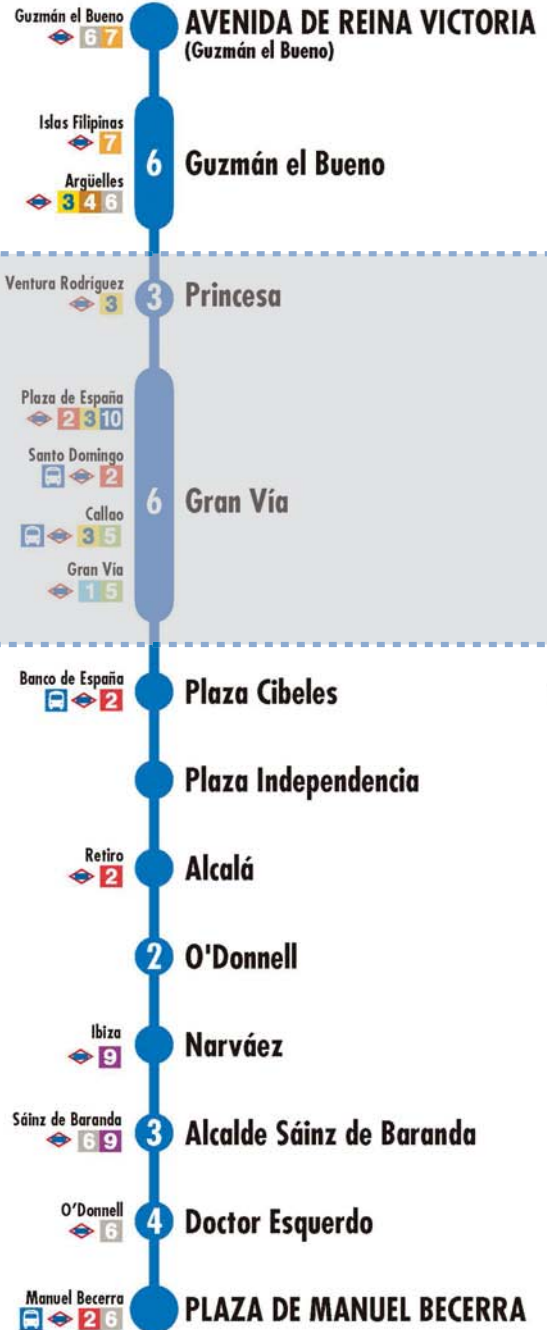 Guzmán el Bueno
6 7
AVENIDA DE REINA VICTORIA
(Guzmán el Bueno)
Islas Filipinas
7
Argüelles
3 4 6
6
Guzmán el Bueno
Ventura Rodríguez
3
3
Princesa
Plaza de España
2 3 10
Santo Domingo
2
Callao
3 5
Gran Vía
1 5
6
Gran Vía
Banco de España
2
Plaza Cibeles
Plaza Independencia
Retiro
2
Alcalá
2
O'Donnell
Ibiza
9
Narváez
Sáinz de Baranda
6 9
3
Alcalde Sáinz de Baranda
O'Donnell
6
4
Doctor Esquerdo
Manuel Becerra
2 6
PLAZA DE MANUEL BECERRA